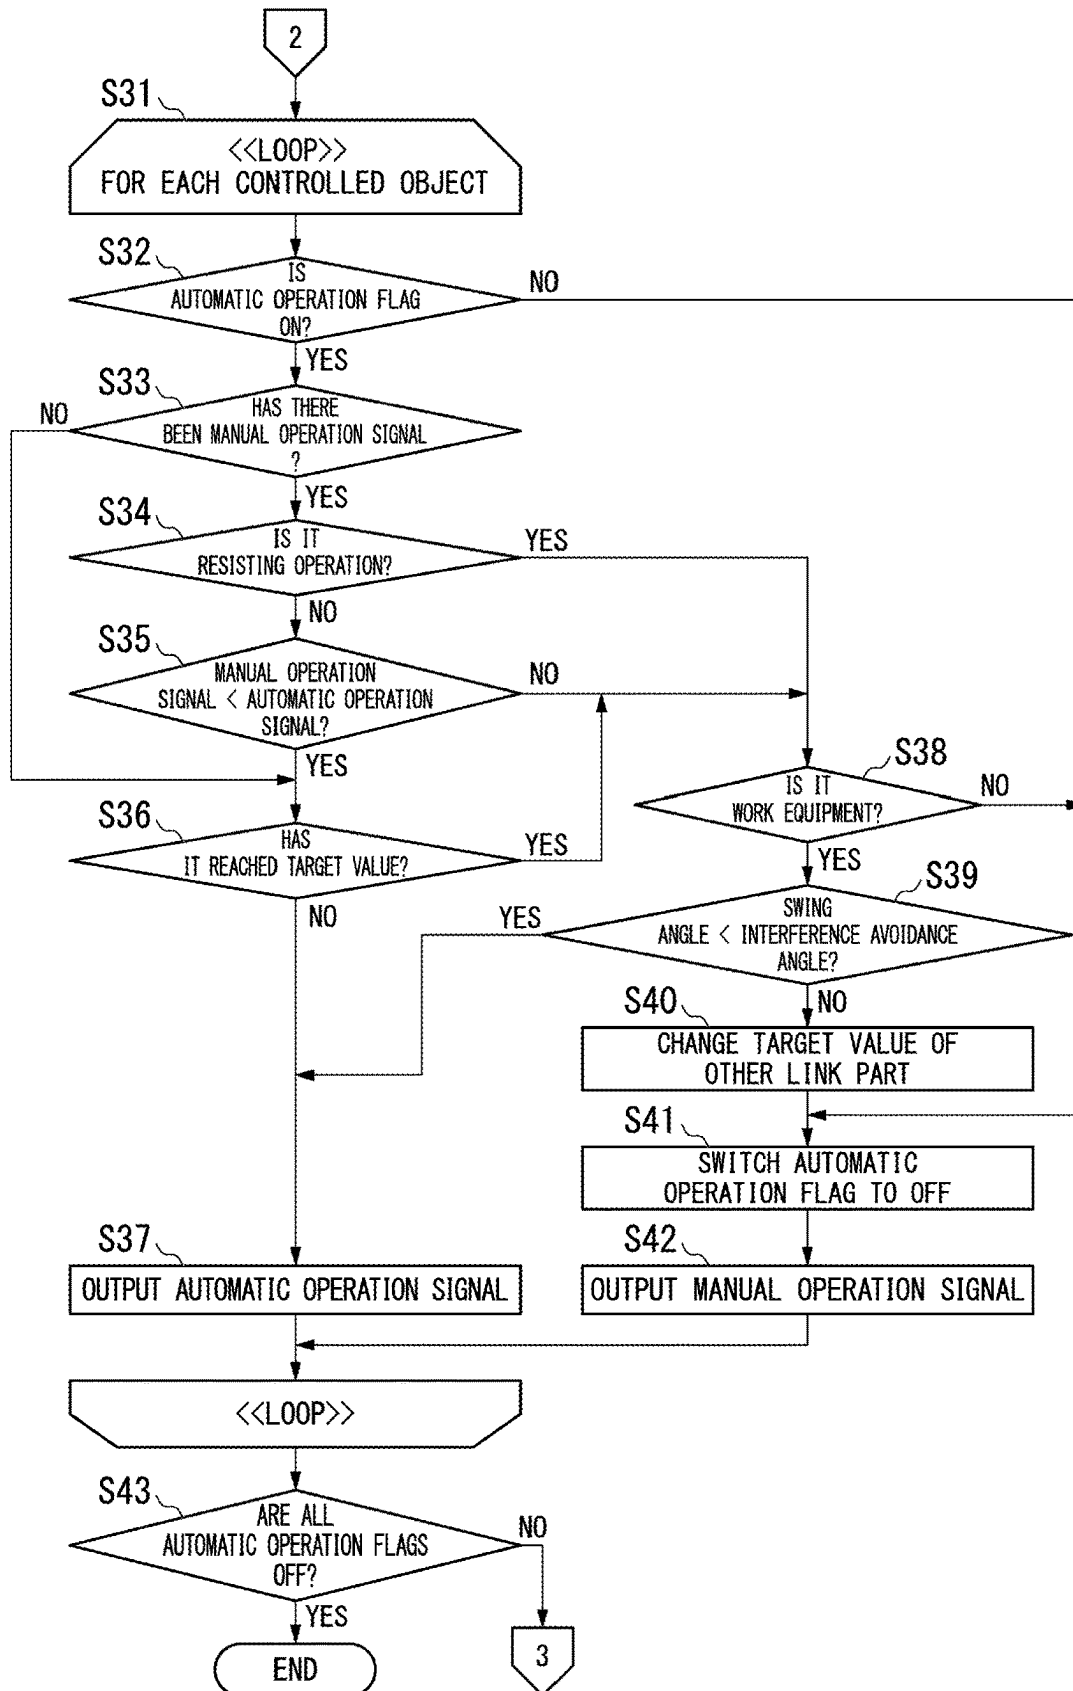 2
S31
<<LOOP>>
FOR EACH CONTROLLED OBJECT
S32
IS
AUTOMATIC OPERATION FLAG
ON?
NO
YES
S33
HAS THERE
BEEN MANUAL OPERATION SIGNAL
?
NO
YES
S34
IS IT
RESISTING OPERATION?
YES
NO
S35
MANUAL OPERATION
SIGNAL < AUTOMATIC OPERATION
SIGNAL?
NO
YES
S36
HAS
IT REACHED TARGET VALUE?
YES
NO
S38
IS IT
WORK EQUIPMENT?
NO
YES
S39
SWING
ANGLE < INTERFERENCE AVOIDANCE
ANGLE?
YES
NO
S40
CHANGE TARGET VALUE OF
OTHER LINK PART
S41
SWITCH AUTOMATIC
OPERATION FLAG TO OFF
S37
OUTPUT AUTOMATIC OPERATION SIGNAL
S42
OUTPUT MANUAL OPERATION SIGNAL
<<LOOP>>
S43
ARE ALL
AUTOMATIC OPERATION FLAGS
OFF?
NO
YES
END
3